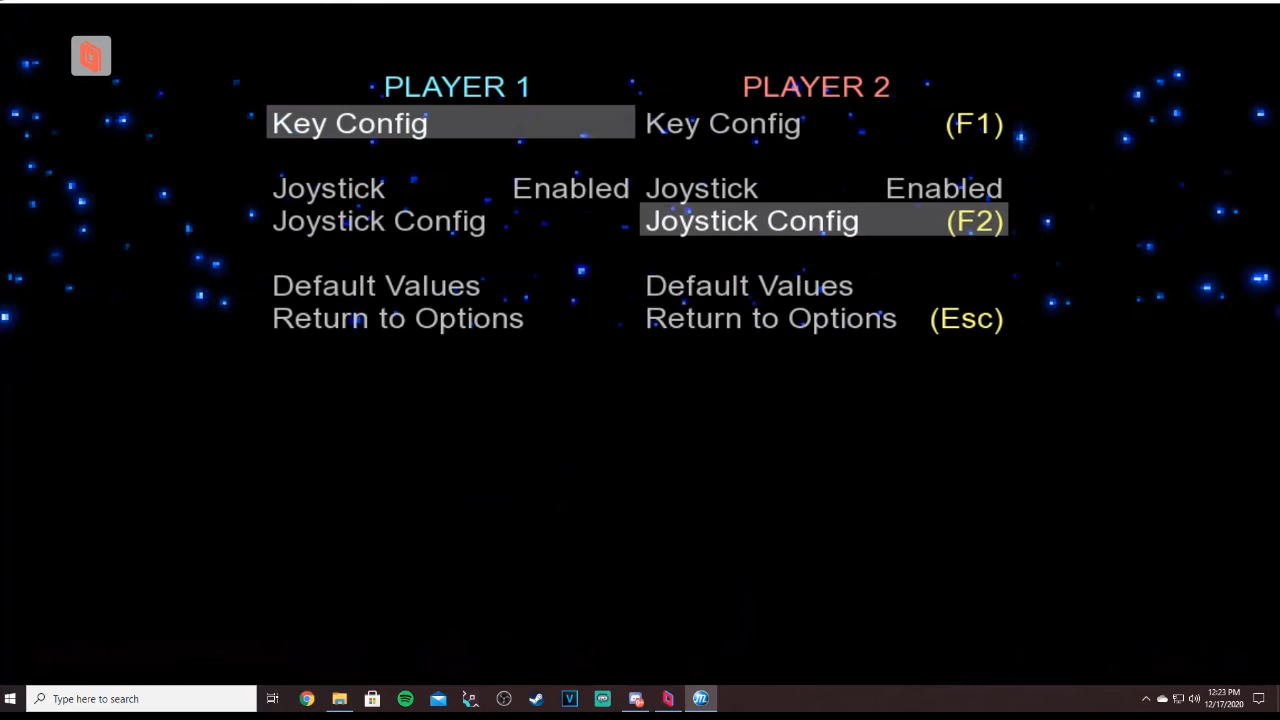 PLAYER 1 PLAYER 2
Key Config Key Config (F1)
Joystick Enabled Joystick Enabled
Joystick Config Joystick Config (F2)
Default Values Default Values
Return to Options Return to Options (Esc)
Type here to search
12:23 PM
12/17/2020